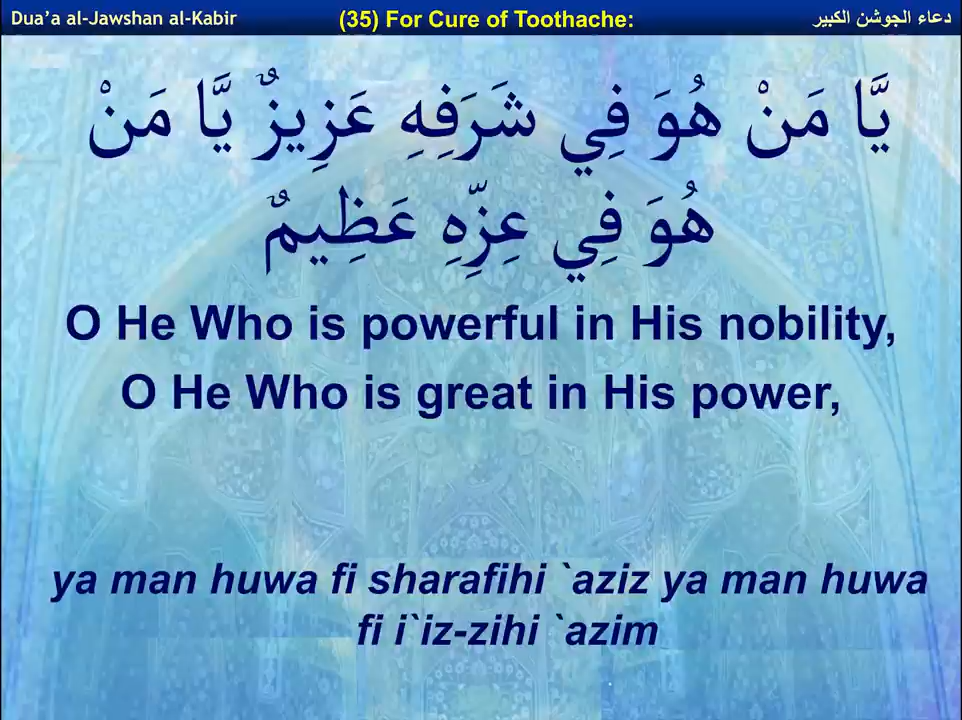 Dua’a al-Jawshan al-Kabir
(35) For Cure of Toothache:
دعاء الجوشن الكبير
يَّا مَنْ هُوَ فِي شَرَفِهِ عَزِيزٌ يَّا مَنْ
هُوَ فِي عِزِّهِ عَظِيمٌ
O He Who is powerful in His nobility,
O He Who is great in His power,
ya man huwa fi sharafihi `aziz ya man huwa
fi i`iz-zihi `azim